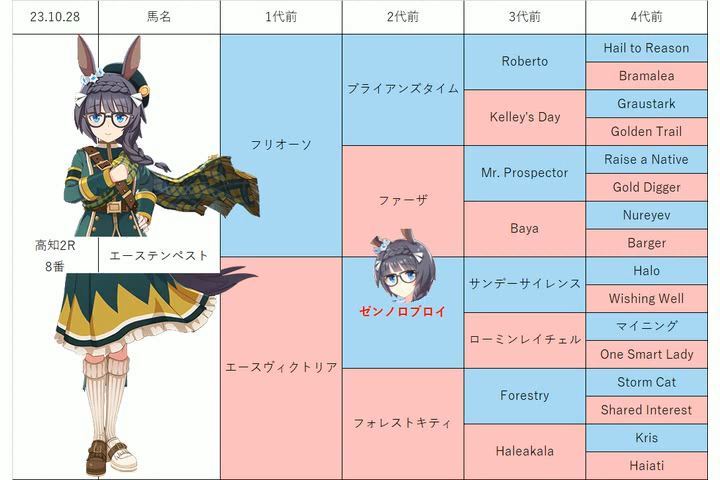 23.10.28 馬名 1代前 2代前 3代前 4代前
Hail to Reason
Roberto
Bramalea
ブライアンズタイム
Graustark
Kelley's Day
Golden Trail
フリオーソ
Raise a Native
Mr. Prospector
Gold Digger
ファーザ
Nureyev
Baya
Barger
高知2R
8番
エーステンペスト
Halo
サンデーサイレンス
Wishing Well
ゼンノロブロイ
マイニング
ローミンレイチェル
One Smart Lady
エースヴィクトリア
Storm Cat
Forestry
Shared Interest
フォレストキティ
Kris
Haleakala
Haiati